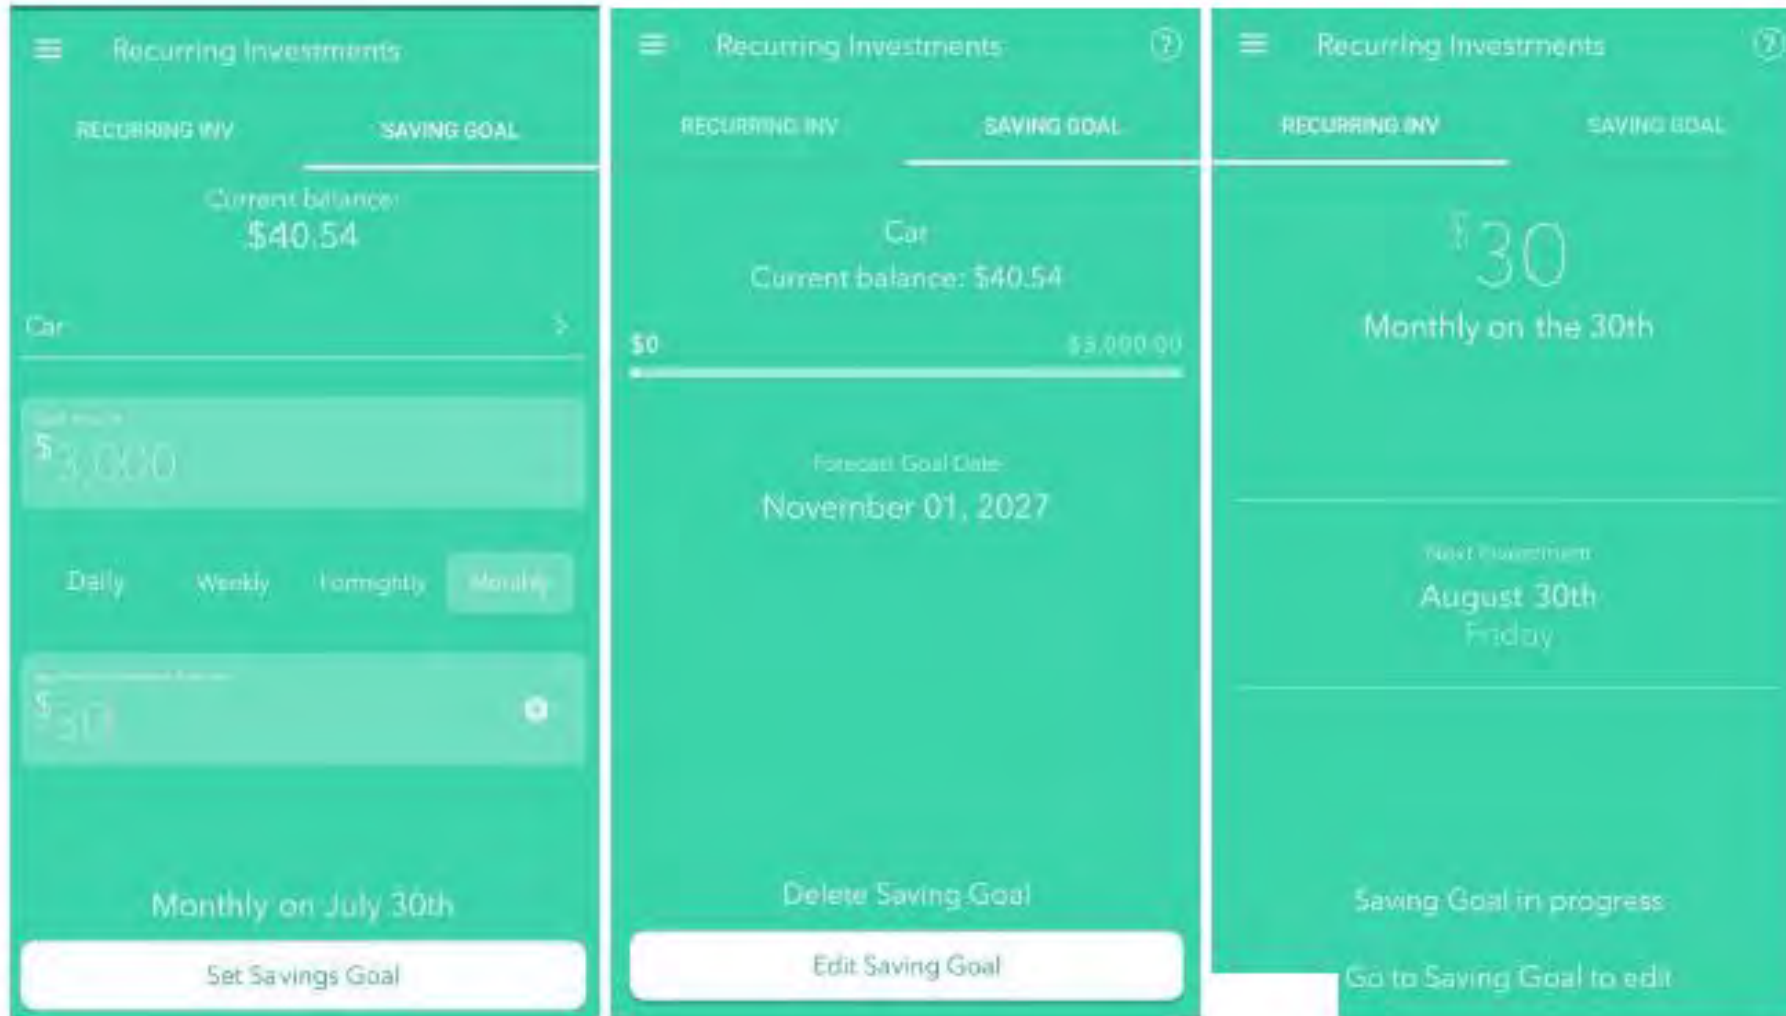 Recurring Investments
RECURRING INV SAVING GOAL
Current balance:
$40.54
Car
$3,000
Daily Weekly Fortnightly Monthly
$30
Monthly on July 30th
Set Savings Goal
Recurring Investments ?
RECURRING INV SAVING GOAL
Car
Current balance: $40.54
$0 $3,000.00
Forecast Goal Date
November 01, 2027
Delete Saving Goal
Edit Saving Goal
Recurring Investments ?
RECURRING INV SAVING GOAL
$30
Monthly on the 30th
Next Investment
August 30th
Friday
Saving Goal in progress
Go to Saving Goal to edit